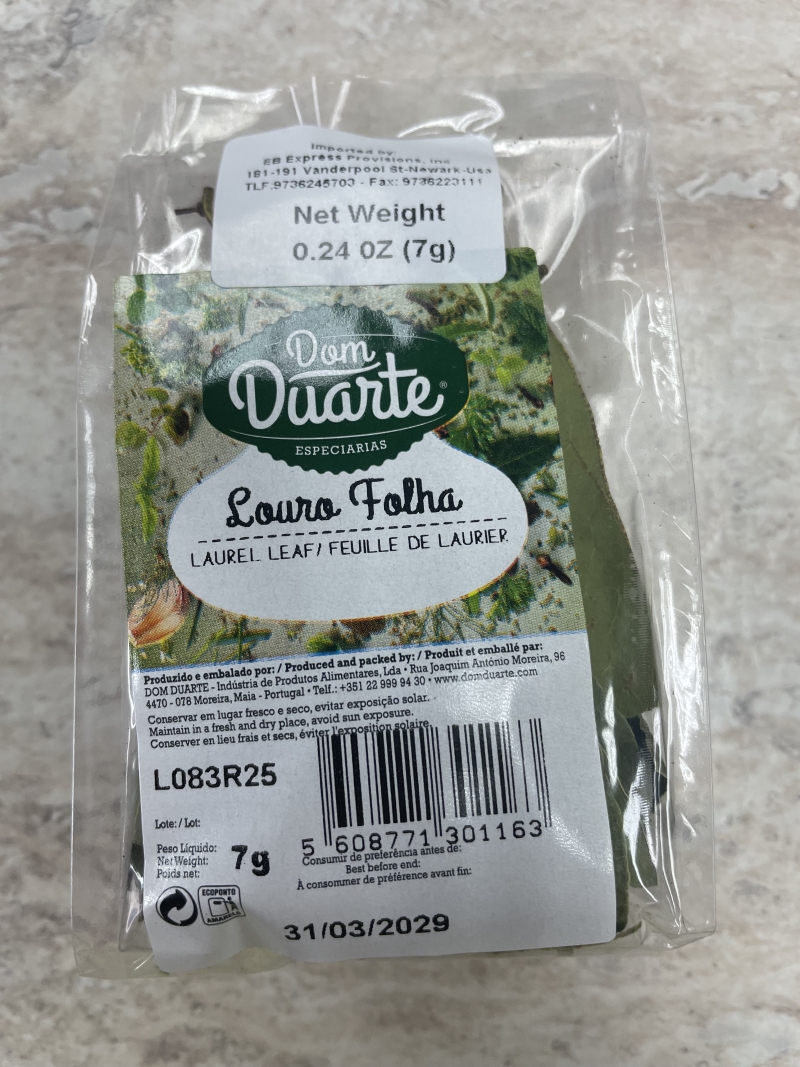 Imported by:
EB Express Provisions, Inc
181-191 Vanderpool St-Newark-Usa
TLF.9736245703 - Fax: 9736223111
Net Weight
0.24 OZ (7g)
Dom
Duarte®
ESPECIARIAS
Louro Folha
LAUREL LEAF/ FEUILLE DE LAURIER
Produzido e embalado por: / Produced and packed by: / Produit et emballé par:
DOM DUARTE - Indústria de Produtos Alimentares, Lda • Rua Joaquim António Moreira, 96
4470 - 078 Moreira, Maia - Portugal • Telf.: +351 22 999 94 30 • www.domduarte.com
Conservar em lugar fresco e seco, evitar exposição solar.
Maintain in a fresh and dry place, avoid sun exposure.
Conserver en lieu frais et secs, éviter l'exposition solaire.
L083R25
Lote: / Lot:
5 608771 301163
Peso Líquido:
Net Weight:
Poids net:
7g
Consumir de preferência antes de:
Best before end:
À consommer de préférence avant fin:
ECOPONTO
AMARELO
31/03/2029